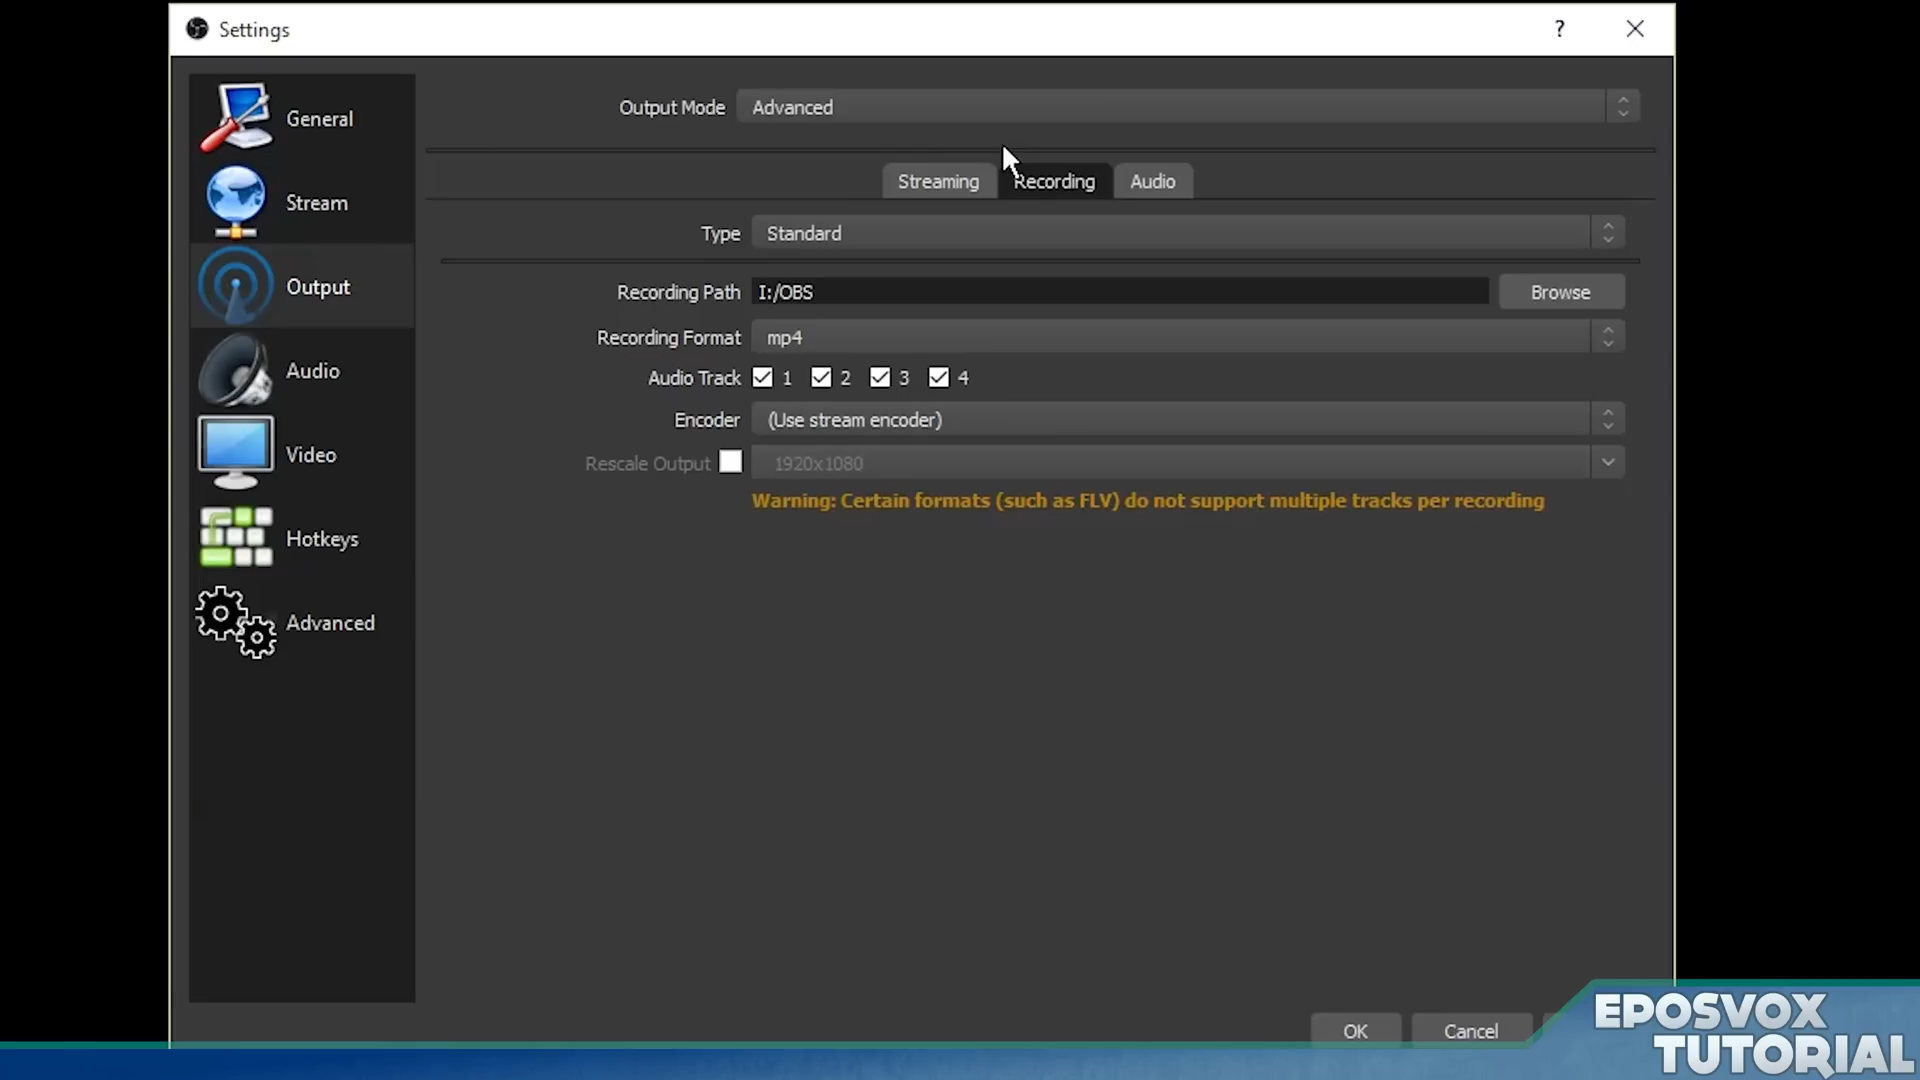 Settings
?
General
Stream
Output
Audio
Video
Hotkeys
Advanced
Output Mode Advanced
Streaming Recording Audio
Type Standard
Recording Path I:/OBS Browse
Recording Format mp4
Audio Track 1 2 3 4
Encoder (Use stream encoder)
Rescale Output 1920x1080
Warning: Certain formats (such as FLV) do not support multiple tracks per recording
OK Cancel
EPOSVOX
TUTORIAL